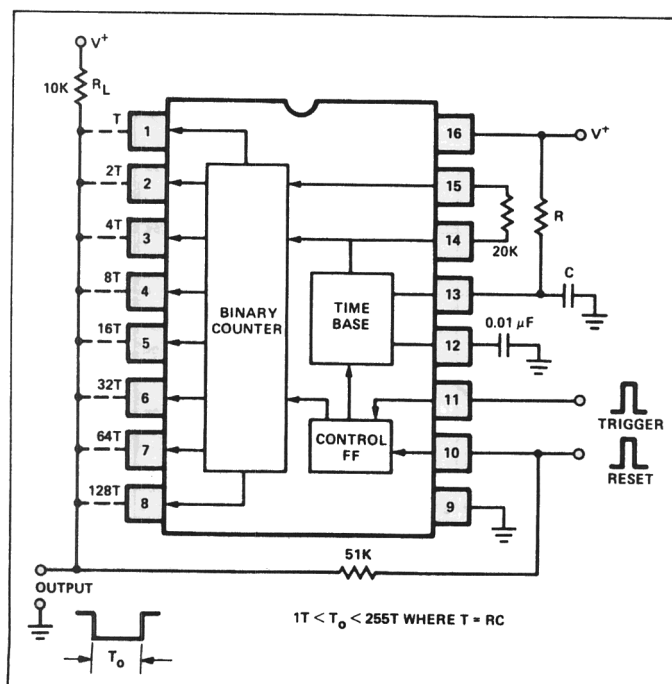 V+
10K RL
T 1
2T 2
4T 3
8T 4
16T 5
32T 6
64T 7
128T 8
BINARY
COUNTER
TIME
BASE
CONTROL
FF
16
15
14
13
12
11
10
9
V+
R
20K
C
0.01 µF
TRIGGER
RESET
51K
OUTPUT
To
1T < To < 255T WHERE T = RC